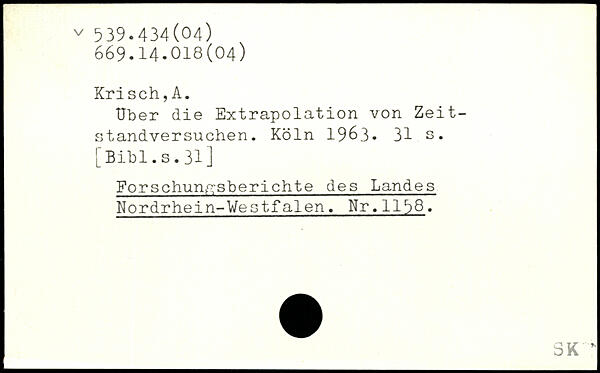 v 539.434(04)
669.14.018(04)
Krisch,A.
Über die Extrapolation von Zeit-
standversuchen. Köln 1963. 31 s.
[Bibl.s.31]
Forschungsberichte des Landes
Nordrhein-Westfalen. Nr.1158.
SK